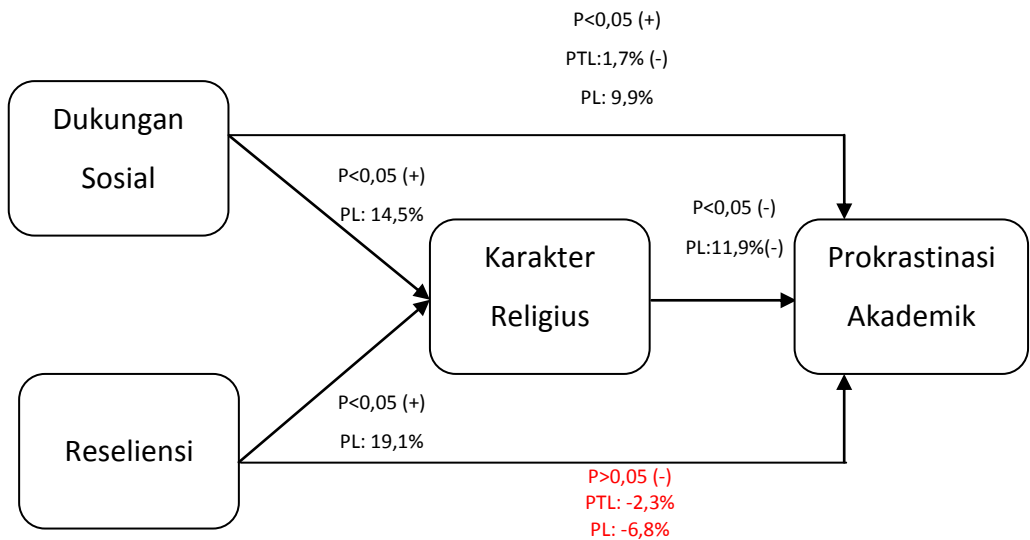 P<0,05 (+)
PTL:1,7% (-)
PL: 9,9%
Dukungan
Sosial
P<0,05 (+)
PL: 14,5%
P<0,05 (-)
PL:11,9%(-)
Karakter
Religius
Prokrastinasi
Akademik
P<0,05 (+)
PL: 19,1%
Reseliensi
P>0,05 (-)
PTL: -2,3%
PL: -6,8%